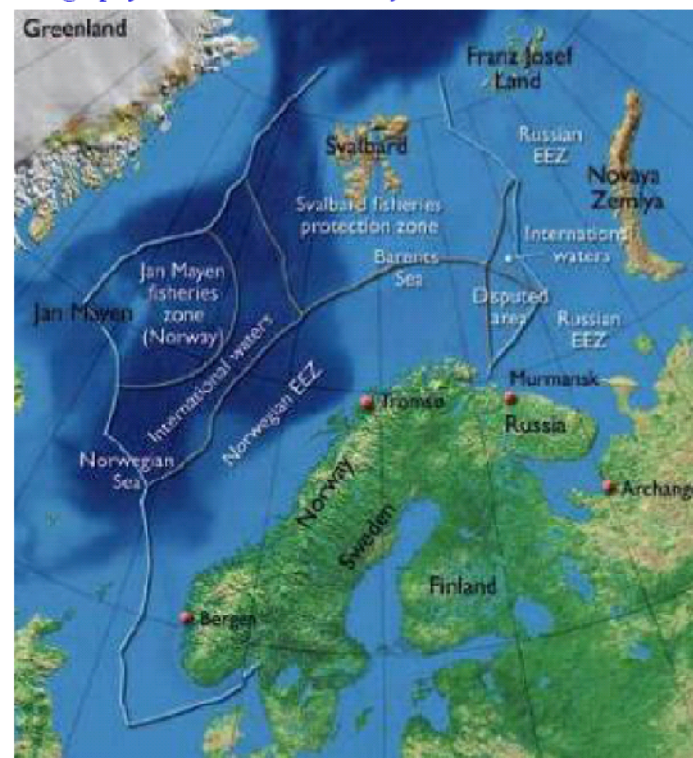 Greenland
Franz Josef
Land
Svalbard
Russian
EEZ
Novaya
Zemlya
Svalbard fisheries
protection zone
International
waters
Barents
Sea
Jan Mayen
fisheries
zone
(Norway)
Jan Mayen
Disputed
area
Russian
EEZ
International waters
Norwegian EEZ
Murmansk
Tromsø
Russia
Norwegian
Sea
Norway
Archang
Sweden
Finland
Bergen